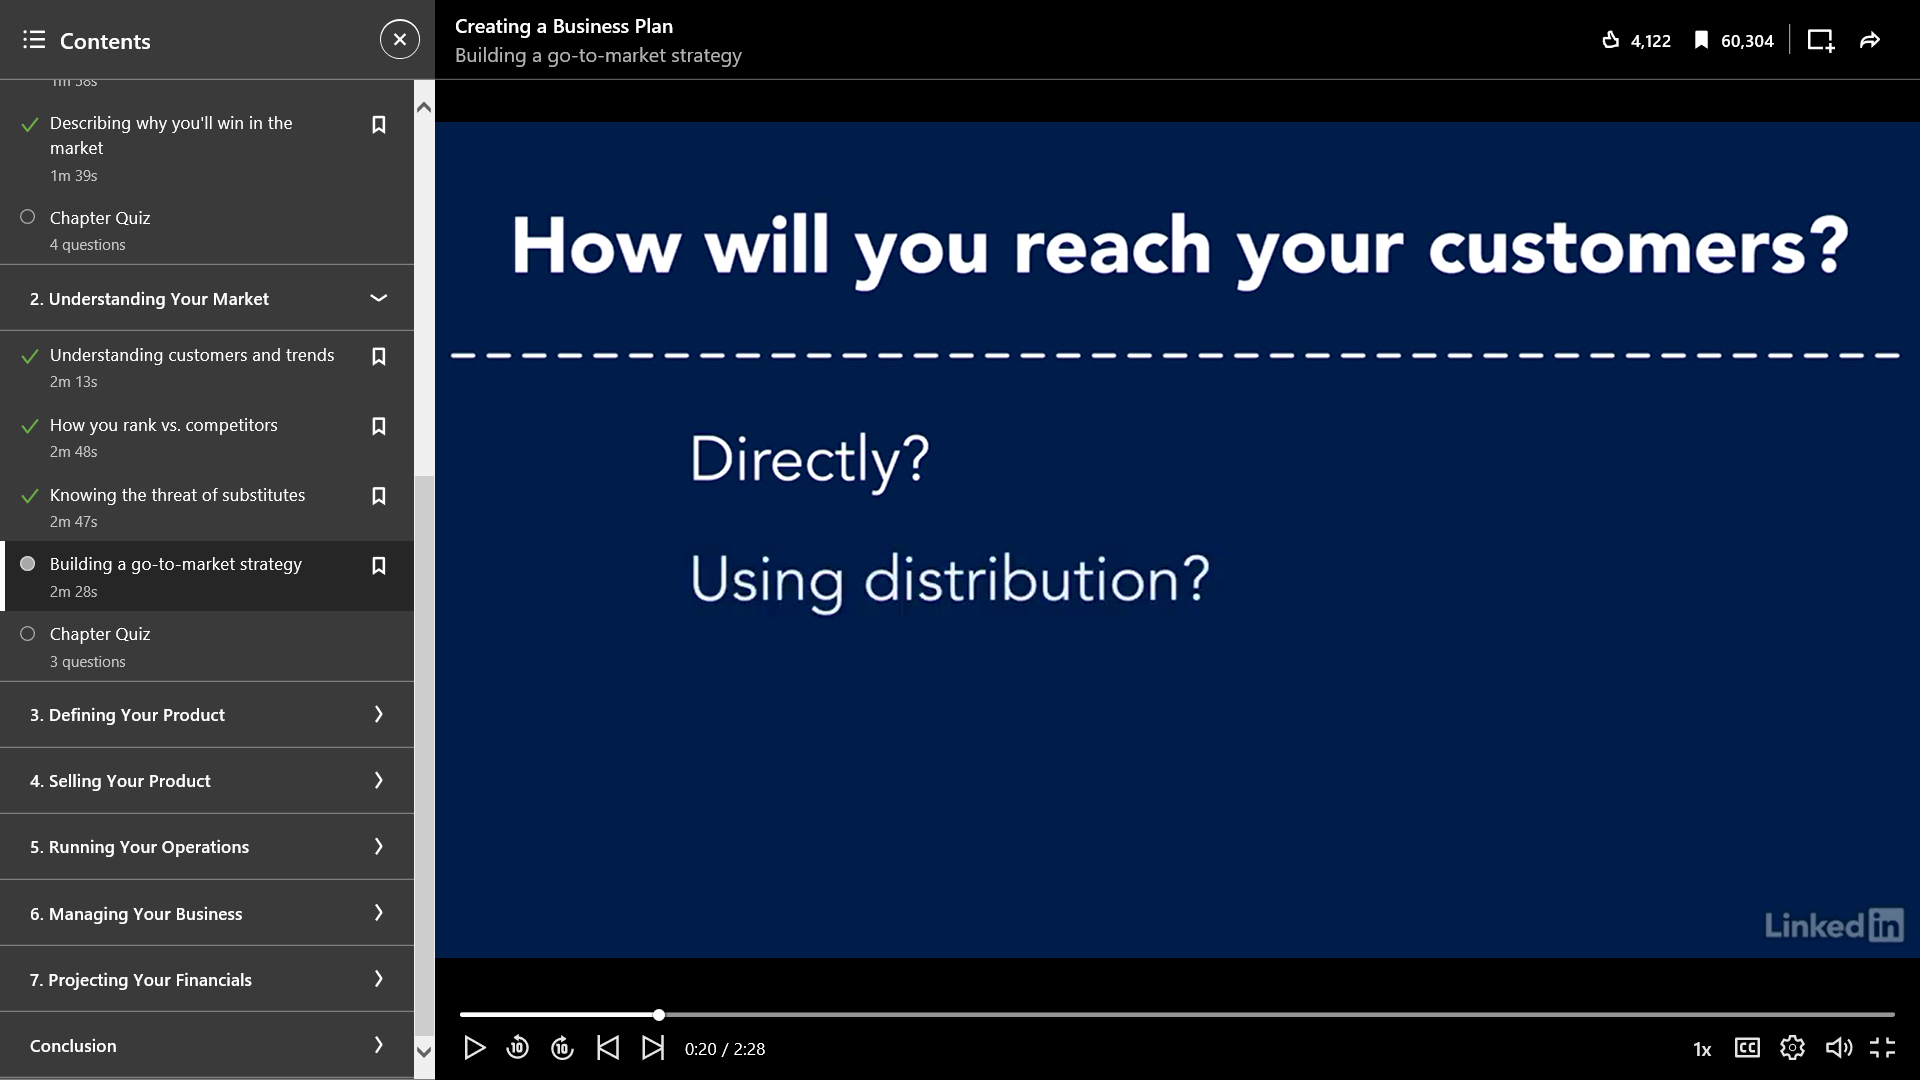 Contents
Creating a Business Plan
Building a go-to-market strategy
4,122
60,304
1m 38s
Describing why you'll win in the
market
1m 39s
Chapter Quiz
4 questions
2. Understanding Your Market
Understanding customers and trends
2m 13s
How you rank vs. competitors
2m 48s
Knowing the threat of substitutes
2m 47s
Building a go-to-market strategy
2m 28s
Chapter Quiz
3 questions
3. Defining Your Product
4. Selling Your Product
5. Running Your Operations
6. Managing Your Business
7. Projecting Your Financials
Conclusion
How will you reach your customers?
Directly?
Using distribution?
Linked in
10
10
0:20 / 2:28
1x
CC